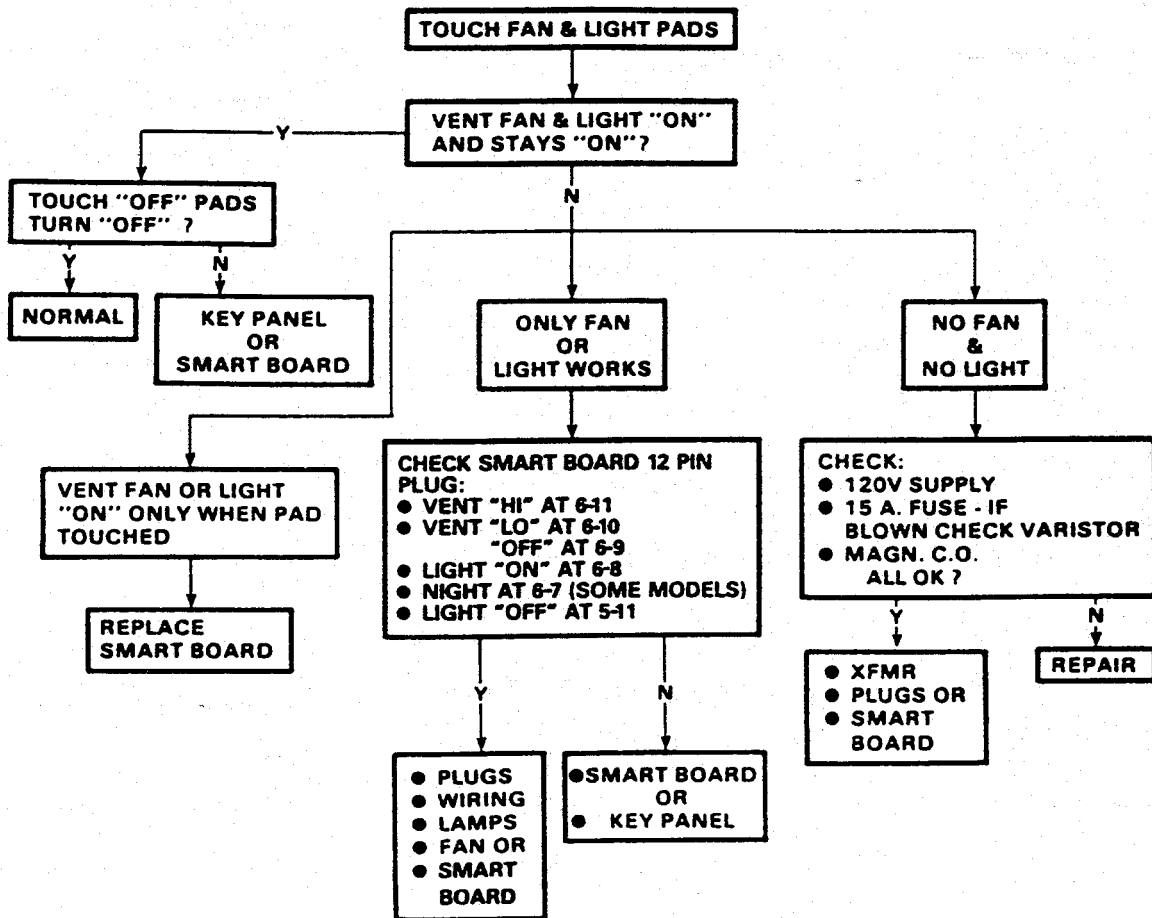 TOUCH FAN & LIGHT PADS
VENT FAN & LIGHT "ON"
AND STAYS "ON"?
Y
N
TOUCH "OFF" PADS
TURN "OFF" ?
Y
N
NORMAL
KEY PANEL
OR
SMART BOARD
ONLY FAN
OR
LIGHT WORKS
NO FAN
&
NO LIGHT
VENT FAN OR LIGHT
"ON" ONLY WHEN PAD
TOUCHED
REPLACE
SMART BOARD
CHECK SMART BOARD 12 PIN
PLUG:
● VENT "HI" AT 6-11
● VENT "LO" AT 6-10
"OFF" AT 6-9
● LIGHT "ON" AT 6-8
● NIGHT AT 6-7 (SOME MODELS)
● LIGHT "OFF" AT 5-11
Y
N
● PLUGS
● WIRING
● LAMPS
● FAN OR
● SMART
BOARD
● SMART BOARD
OR
● KEY PANEL
CHECK:
● 120V SUPPLY
● 15 A. FUSE - IF
BLOWN CHECK VARISTOR
● MAGN. C.O.
ALL OK ?
Y
N
● XFMR
● PLUGS OR
● SMART
BOARD
REPAIR